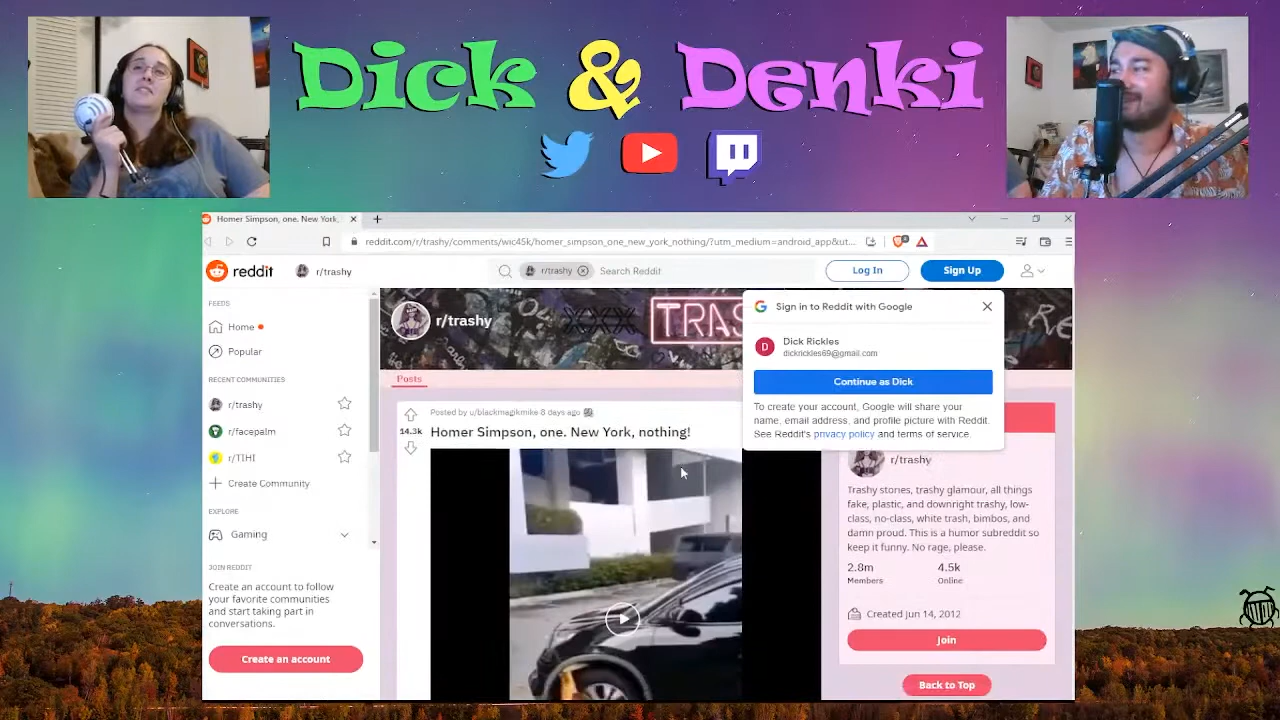 Dick & Denki
Homer Simpson, one. New York,
reddit.com/r/trashy/comments/wic45k/homer_simpson_one_new_york_nothing/?utm_medium=android_app&ut...
reddit
r/trashy
r/trashy
Search Reddit
Log In
Sign Up
FEEDS
Home
Popular
RECENT COMMUNITIES
r/trashy
r/facepalm
r/TIHI
Create Community
EXPLORE
Gaming
JOIN REDDIT
Create an account to follow
your favorite communities
and start taking part in
conversations.
Create an account
r/trashy
XXX
TRAS
Re
Posts
Posted by u/blackmagikmike 8 days ago
14.3k
Homer Simpson, one. New York, nothing!
Sign in to Reddit with Google
D
Dick Rickles
dickrickles69@gmail.com
Continue as Dick
To create your account, Google will share your
name, email address, and profile picture with Reddit.
See Reddit's privacy policy and terms of service.
r/trashy
Trashy stories, trashy glamour, all things
fake, plastic, and downright trashy, low-
class, no-class, white trash, bimbos, and
damn proud. This is a humor subreddit so
keep it funny. No rage, please.
2.8m
4.5k
Members
Online
Created Jun 14, 2012
Join
Back to Top